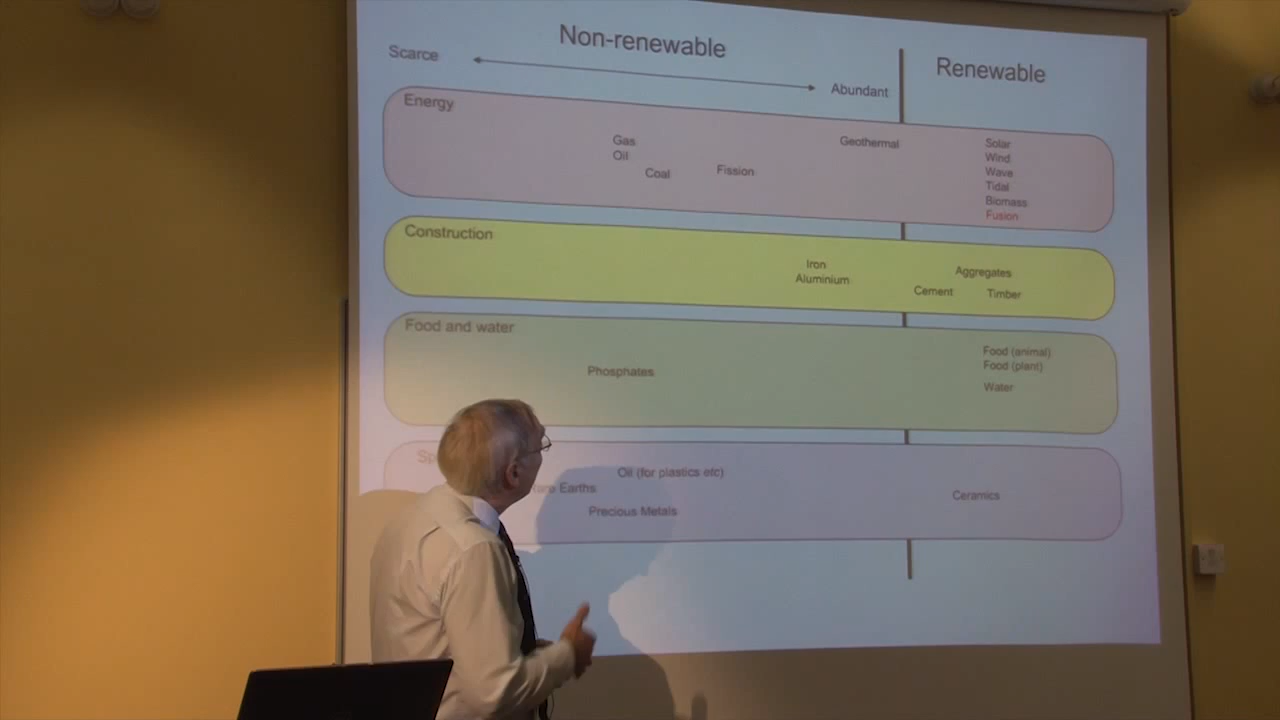 Non-renewable
Scarce
Abundant
Renewable
Energy
Gas
Oil
Coal
Fission
Geothermal
Solar
Wind
Wave
Tidal
Biomass
Fusion
Construction
Iron
Aluminium
Aggregates
Cement
Timber
Food and water
Phosphates
Food (animal)
Food (plant)
Water
Oil (for plastics etc)
Rare Earths
Precious Metals
Ceramics